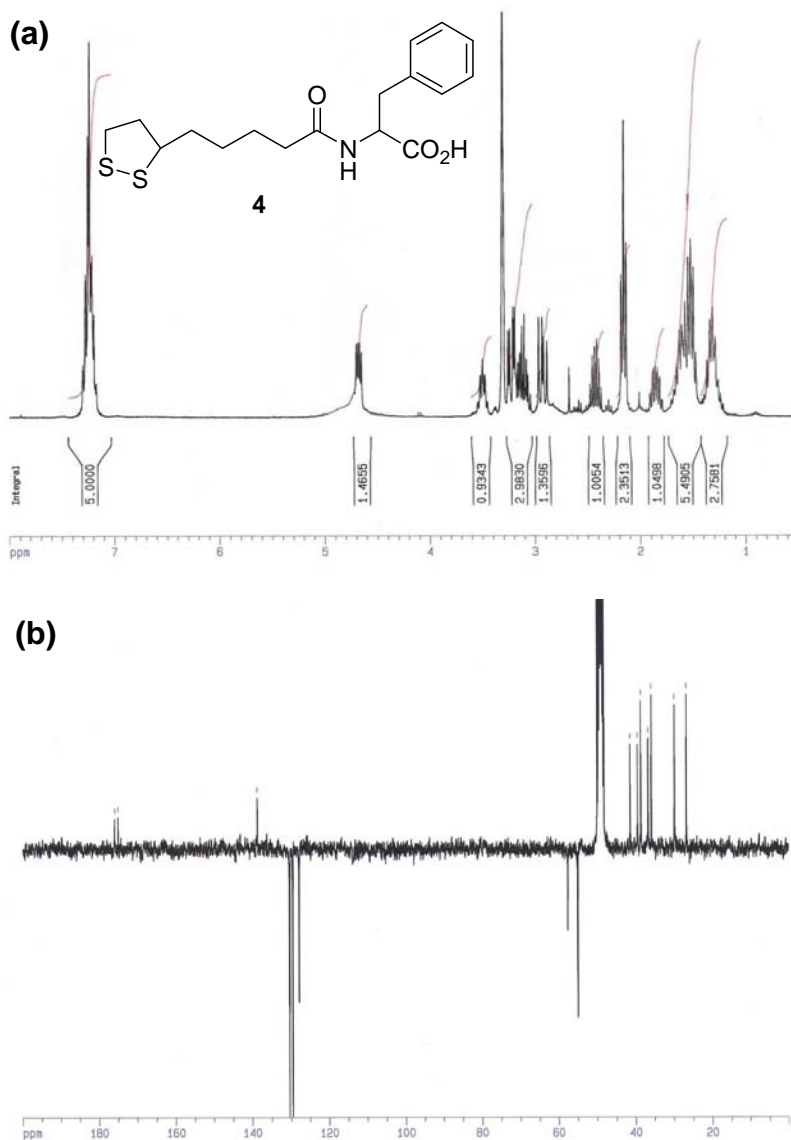 (a)
O
N
H
CO₂H
S
S
4
Integral
5.0000
1.4655
0.9343
2.9830
1.3596
1.0054
2.3513
1.0498
5.4905
2.7581
ppm 7 6 5 4 3 2 1
(b)
ppm 180 160 140 120 100 80 60 40 20